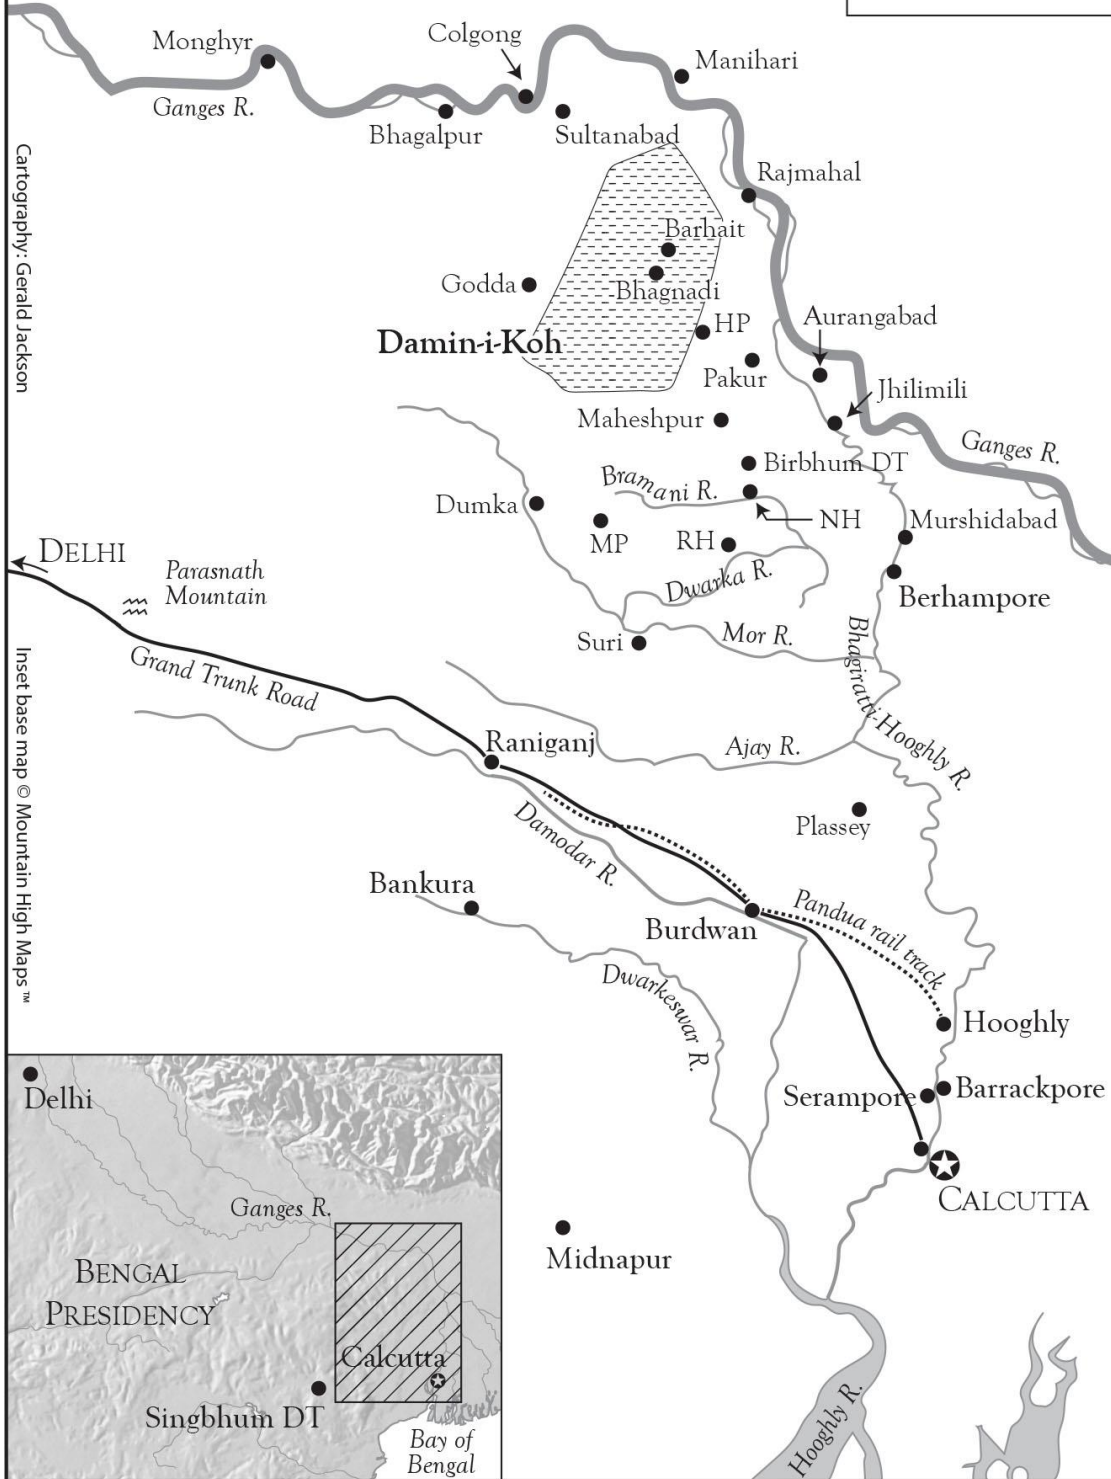 Colgong
Monghyr
Manihari
Ganges R.
Bhagalpur
Sultanabad
Rajmahal
Cartography: Gerald Jackson
Barhait
Godda
Bhagnadi
HP
Aurangabad
Damin-i-Koh
Pakur
Jhilimili
Maheshpur
Ganges R.
Birbhum DT
Bramani R.
Dumka
NH
Murshidabad
MP
RH
DELHI
Parasnath
Mountain
Dwarka R.
Berhampore
Mor R.
Suri
Grand Trunk Road
Bhagiratti-Hooghly R.
Inset base map © Mountain High Maps™
Raniganj
Ajay R.
Plassey
Damodar R.
Bankura
Pandua rail track
Burdwan
Dwarkeswar R.
Hooghly
Serampore
Barrackpore
CALCUTTA
Midnapur
Hooghly R.
Delhi
Ganges R.
BENGAL
PRESIDENCY
Calcutta
Singbhum DT
Bay of
Bengal